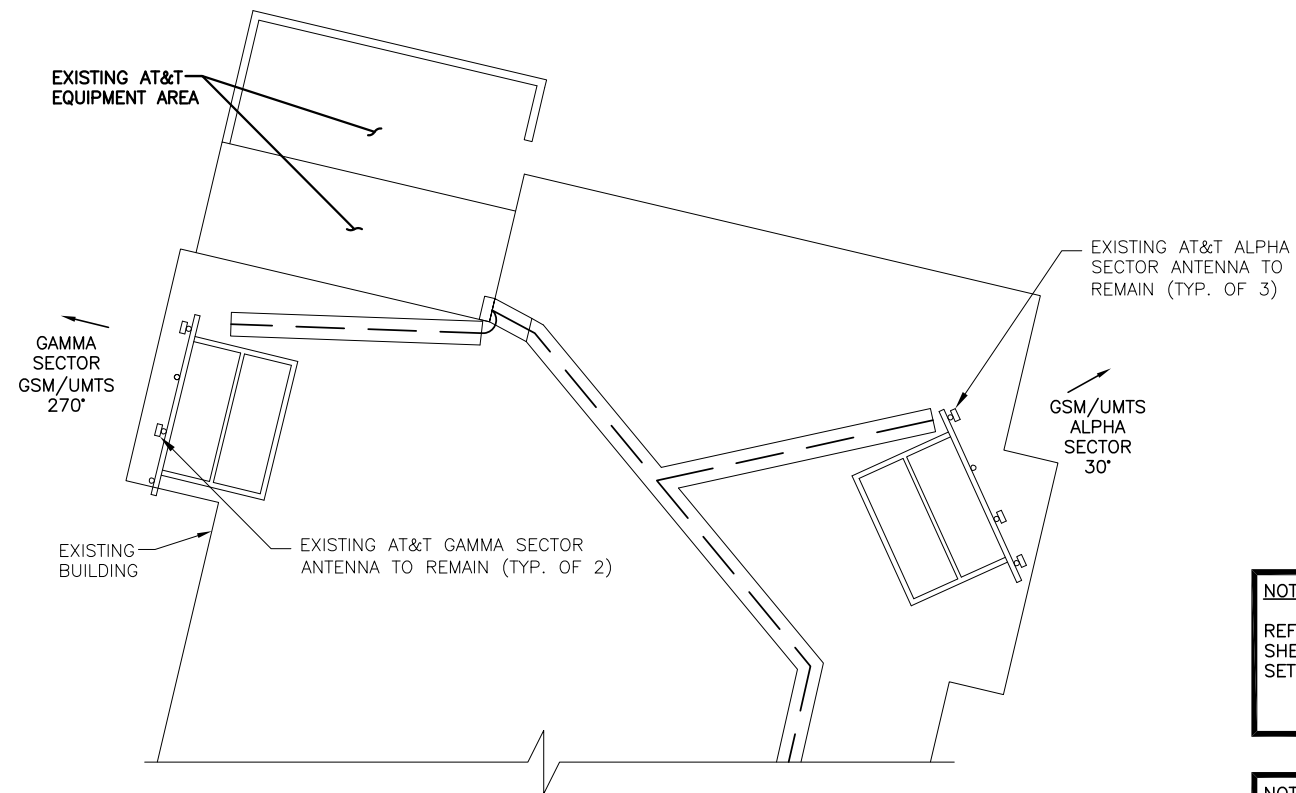 EXISTING AT&T
EQUIPMENT AREA
EXISTING AT&T ALPHA
SECTOR ANTENNA TO
REMAIN (TYP. OF 3)
GAMMA
SECTOR
GSM/UMTS
270°
GSM/UMTS
ALPHA
SECTOR
30°
EXISTING
BUILDING
EXISTING AT&T GAMMA SECTOR
ANTENNA TO REMAIN (TYP. OF 2)
NOT
REF
SHE
SET
NOT